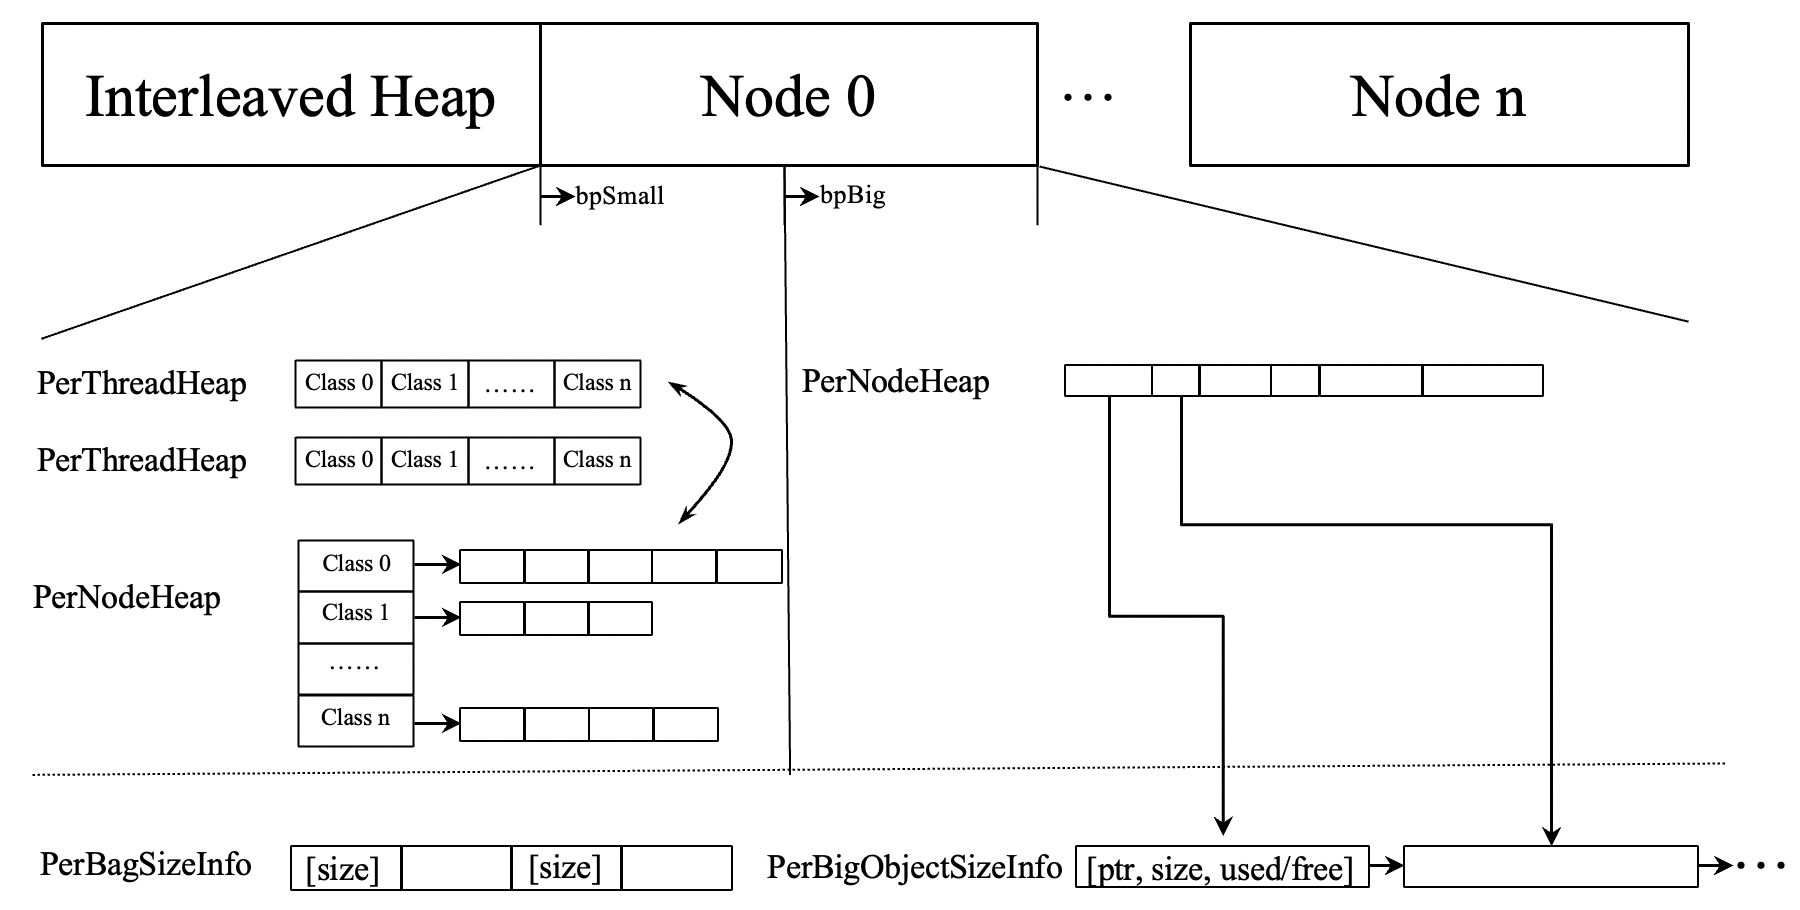 Interleaved Heap Node 0 ... Node n
bpSmall bpBig
PerThreadHeap Class 0 Class 1 ...... Class n
PerNodeHeap
PerThreadHeap Class 0 Class 1 ...... Class n
PerNodeHeap
Class 0
Class 1
......
Class n
PerBagSizeInfo [size] [size]
PerBigObjectSizeInfo [ptr, size, used/free] ...